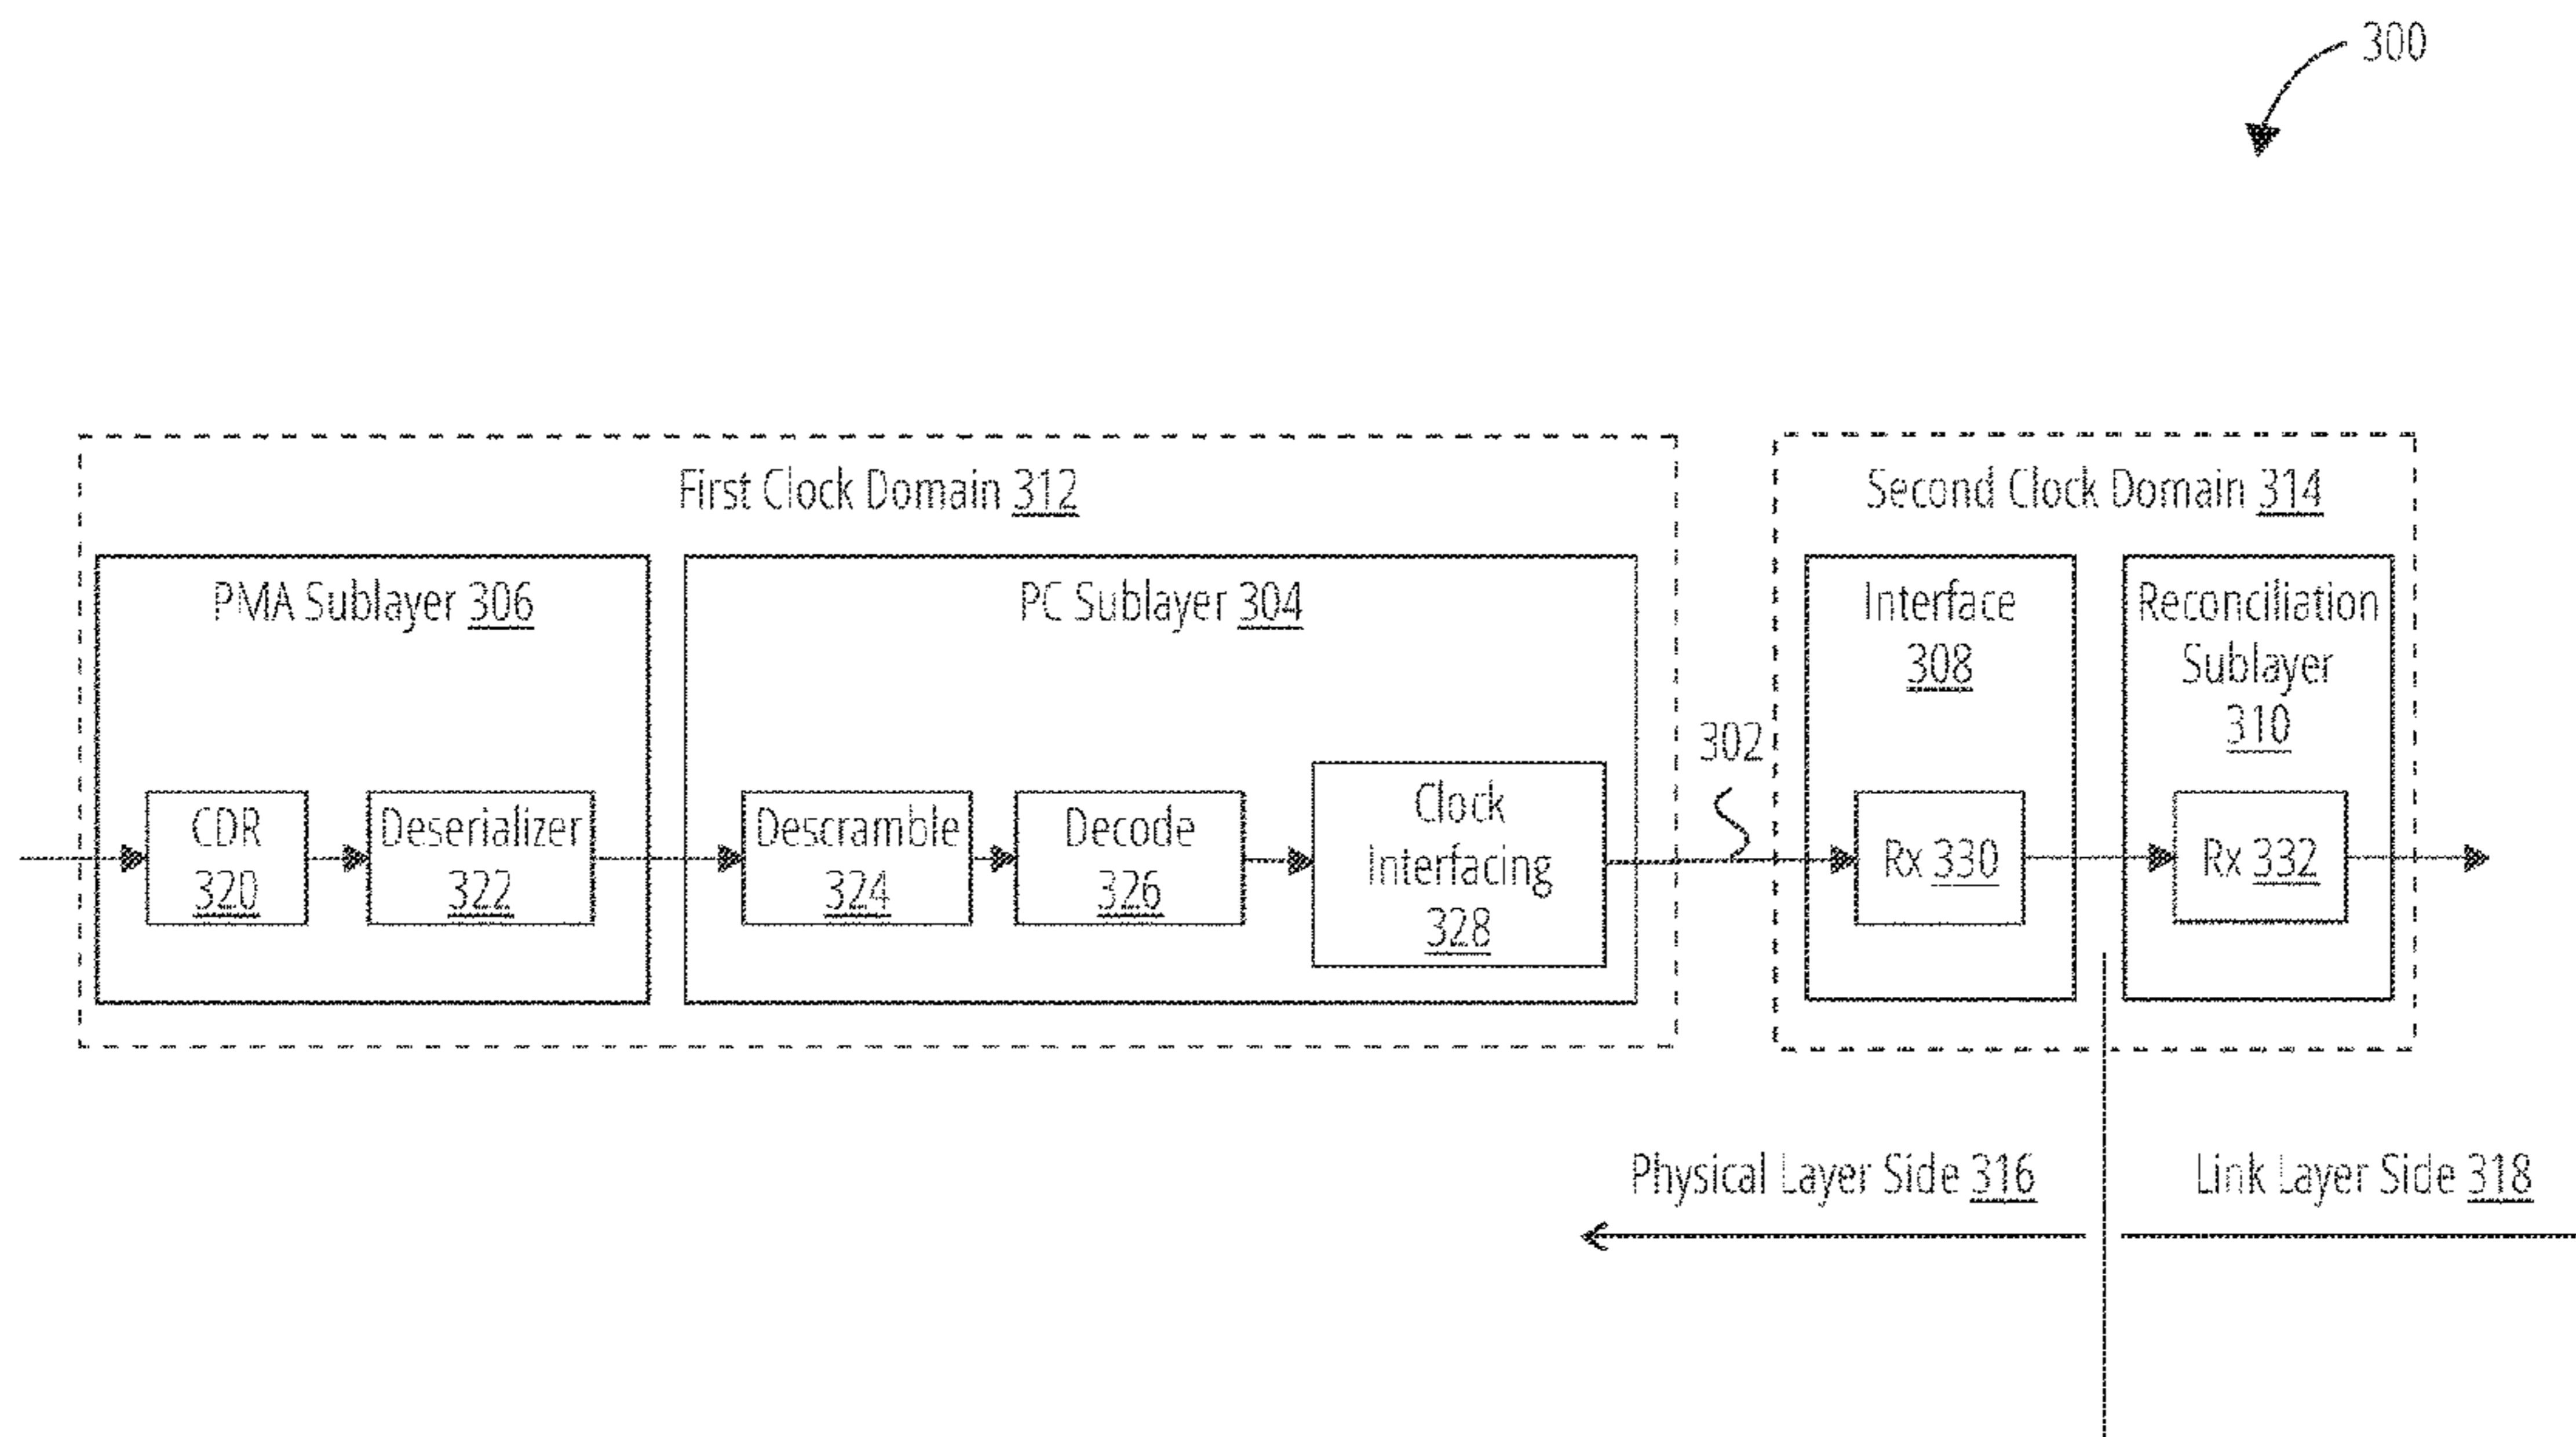 300
First Clock Domain 312
Second Clock Domain 314
PMA Sublayer 306
PC Sublayer 304
Interface
308
Reconciliation
Sublayer
310
302
CDR
320
Deserializer
322
Descramble
324
Decode
326
Clock
Interfacing
328
Rx 330
Rx 332
Physical Layer Side 316
Link Layer Side 318